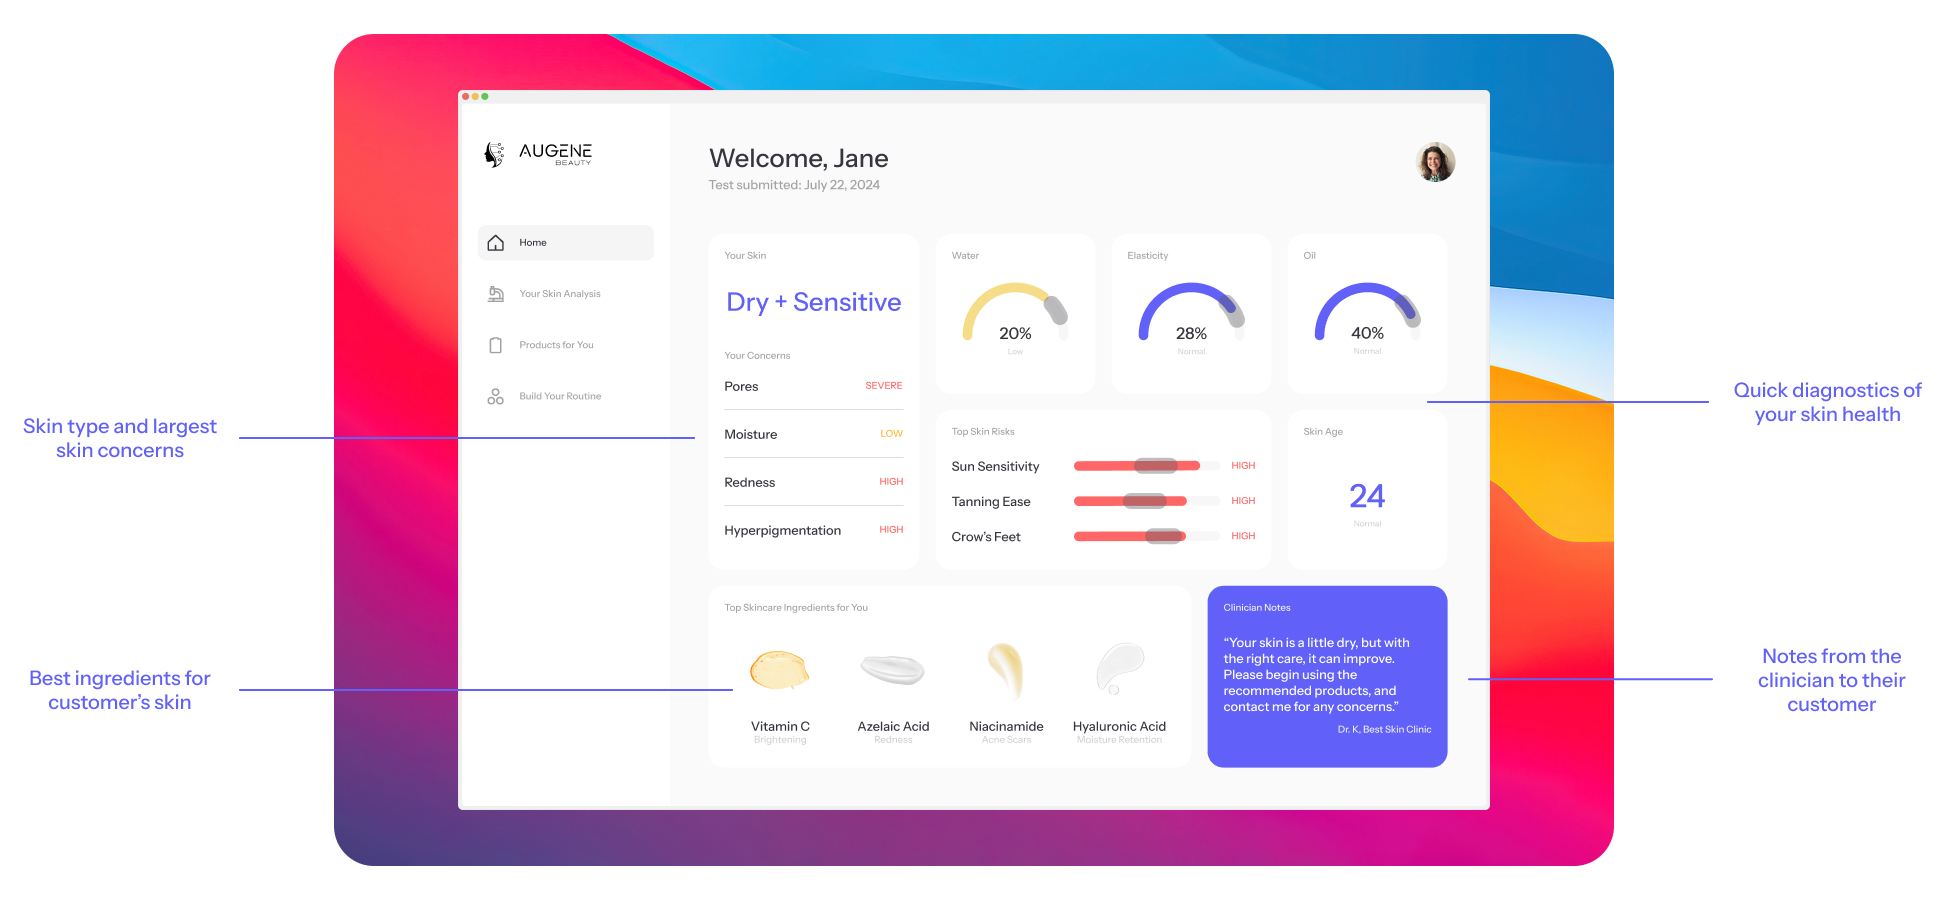 AUGENE
BEAUTY
Home
Your Skin Analysis
Products for You
Build Your Routine
Welcome, Jane
Test submitted: July 22, 2024
Your Skin
Dry + Sensitive
Your Concerns
Pores SEVERE
Moisture LOW
Redness HIGH
Hyperpigmentation HIGH
Water
20%
Low
Elasticity
28%
Normal
Oil
40%
Normal
Top Skin Risks
Sun Sensitivity HIGH
Tanning Ease HIGH
Crow's Feet HIGH
Skin Age
24
Normal
Top Skincare Ingredients for You
Vitamin C
Brightening
Azelaic Acid
Redness
Niacinamide
Acne Scars
Hyaluronic Acid
Moisture Retention
Clinician Notes
“Your skin is a little dry, but with
the right care, it can improve.
Please begin using the
recommended products, and
contact me for any concerns.”
Dr. K, Best Skin Clinic
Skin type and largest
skin concerns
Best ingredients for
customer's skin
Quick diagnostics of
your skin health
Notes from the
clinician to their
customer